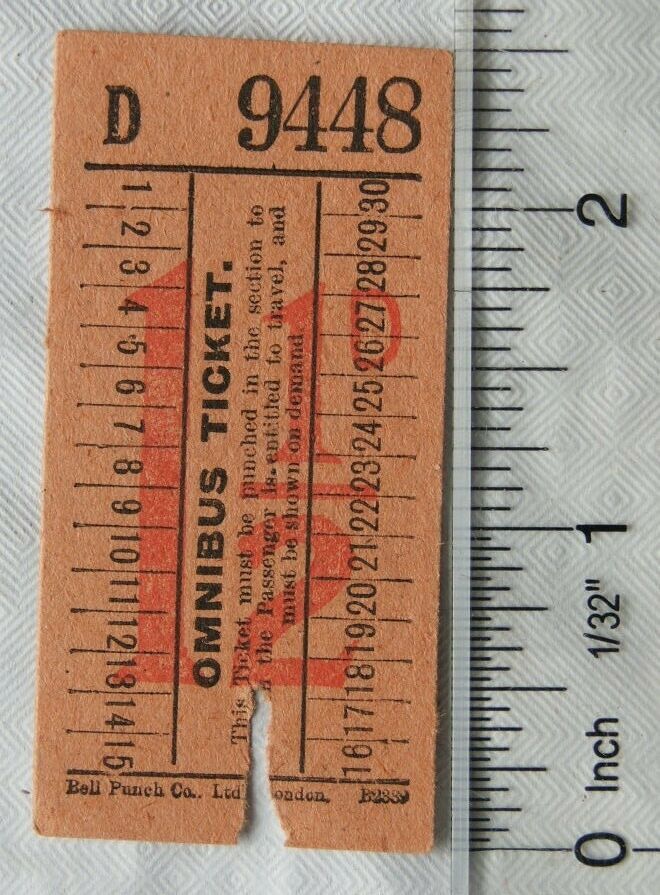 D 9448
1 2 3 4 5 6 7 8 9 10 11 12 13 14 15
OMNIBUS TICKET.
This Ticket must be punched in the section to
the Passenger is entitled to travel, and
must be shown on demand.
16 17 18 19 20 21 22 23 24 25 26 27 28 29 30
Bell Punch Co., Ltd ondon. B2339
2
1
1/32"
Inch
0